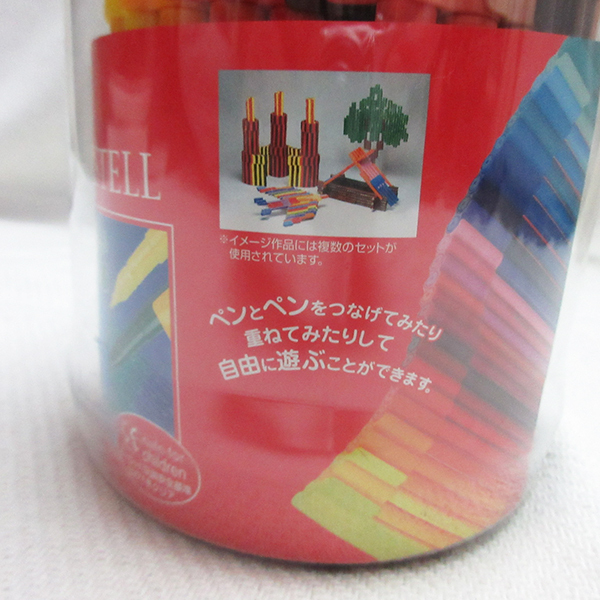 TELL
※イメージ作品には複数のセットが
使用されています。
ペンとペンをつなげてみたり
重ねてみたりして
自由に遊ぶことができます。
safe for
children